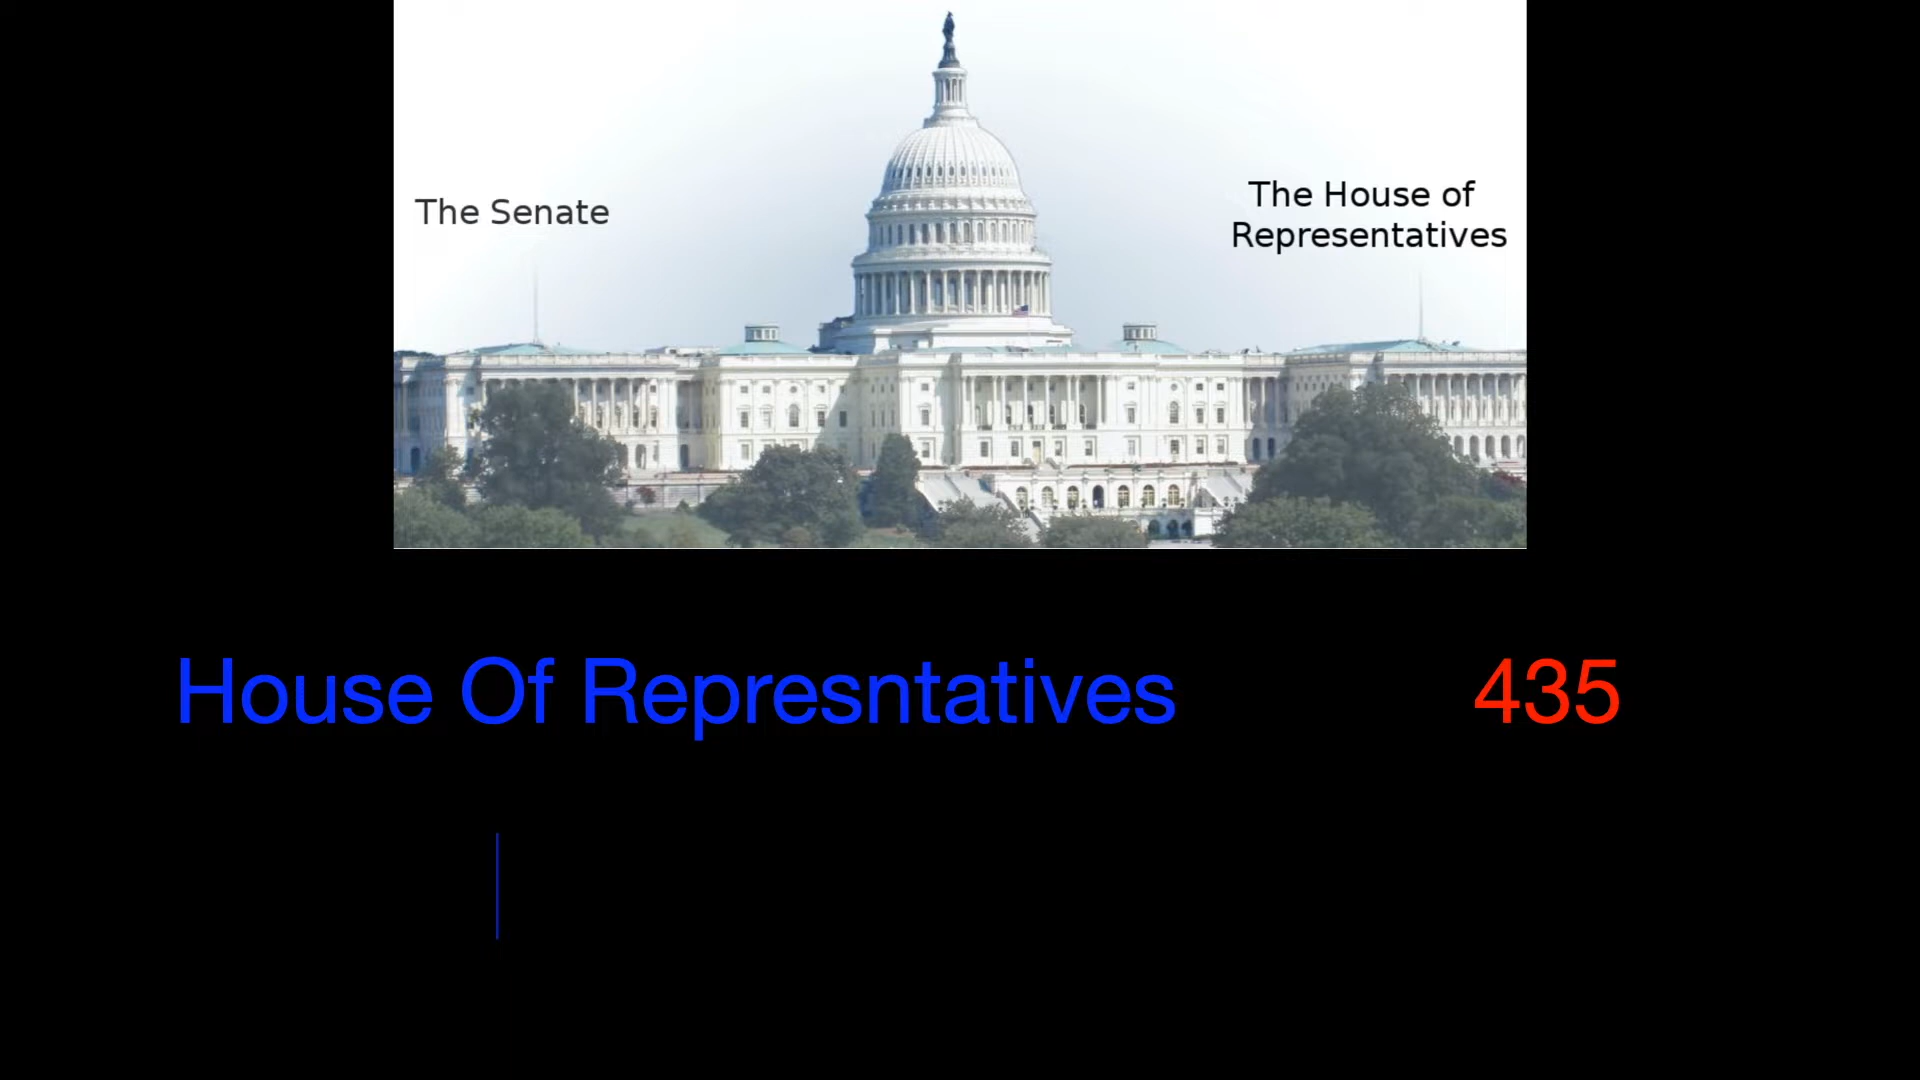 The Senate
The House of
Representatives
House Of Represntatives 435